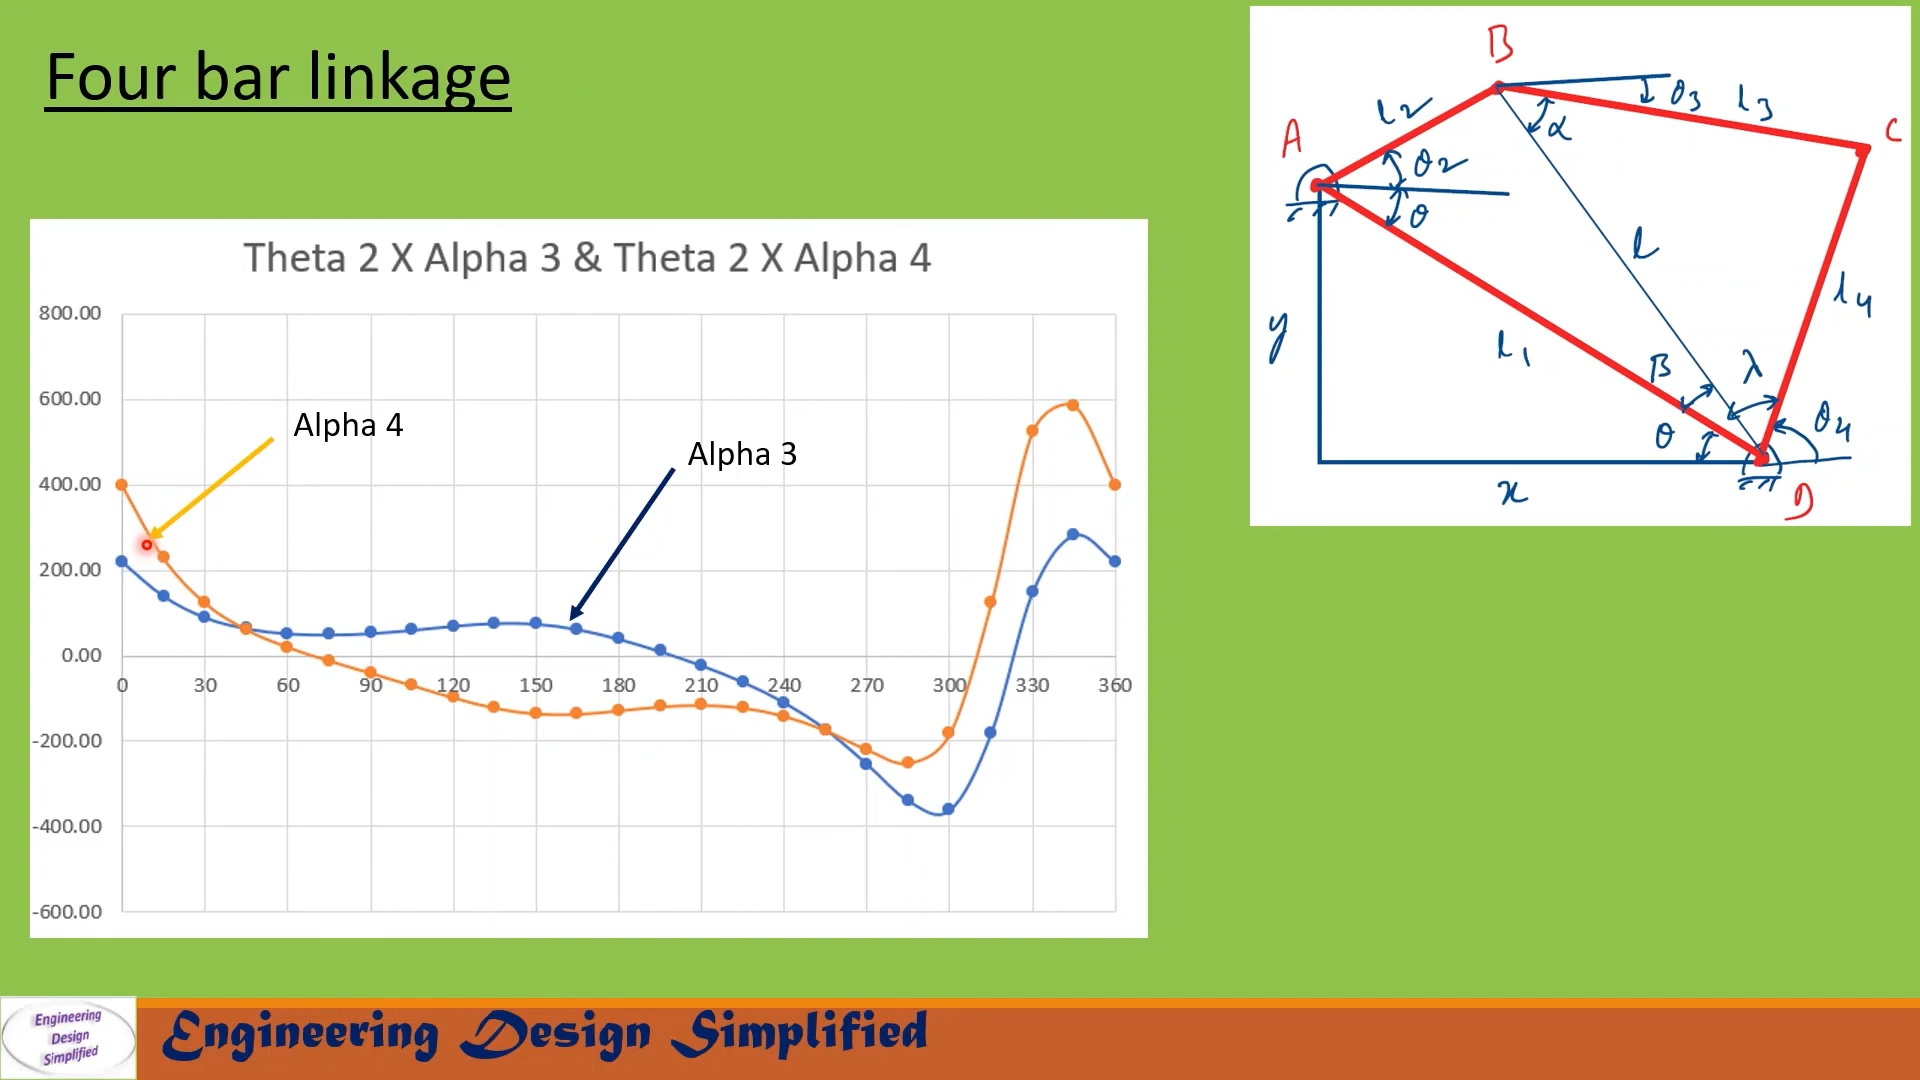 Four bar linkage
Theta 2 X Alpha 3 & Theta 2 X Alpha 4
800.00
600.00
400.00
200.00
0.00
-200.00
-400.00
-600.00
0 30 60 90 120 150 180 210 240 270 300 330 360
Alpha 4
Alpha 3
B
θ3
l3
l2
α
A
C
θ2
θ
l
l4
y
l1
B
λ
θ
θ4
x
D
Engineering
Design
Simplified
Engineering Design Simplified